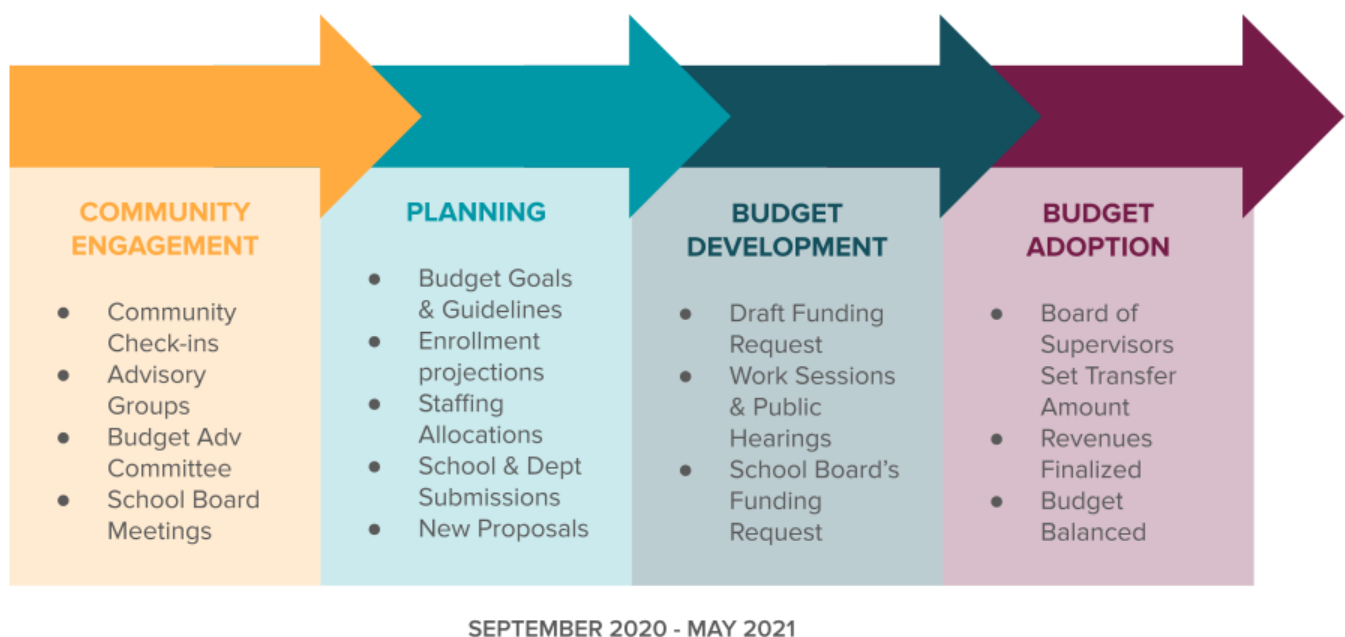 COMMUNITY
ENGAGEMENT
● Community
Check-ins
● Advisory
Groups
● Budget Adv
Committee
● School Board
Meetings
PLANNING
● Budget Goals
& Guidelines
● Enrollment
projections
● Staffing
Allocations
● School & Dept
Submissions
● New Proposals
BUDGET
DEVELOPMENT
● Draft Funding
Request
● Work Sessions
& Public
Hearings
● School Board’s
Funding
Request
BUDGET
ADOPTION
● Board of
Supervisors
Set Transfer
Amount
● Revenues
Finalized
● Budget
Balanced
SEPTEMBER 2020 - MAY 2021